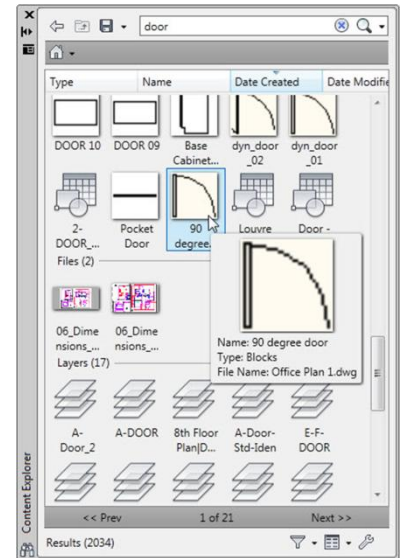 door
Type Name Date Created Date Modifie
DOOR 10 DOOR 09 Base Cabinet... dyn_door _02 dyn_door _01
2-DOOR_... Pocket Door 90 degree... Louvre Door -
Files (2)
06_Dime nsions_... 06_Dime nsions_...
Name: 90 degree door
Type: Blocks
File Name: Office Plan 1.dwg
Layers (17)
A-Door_2 A-DOOR 8th Floor Plan|D... A-Door-Std-Iden E-F-DOOR
<< Prev 1 of 21 Next >>
Results (2034)
Content Explorer